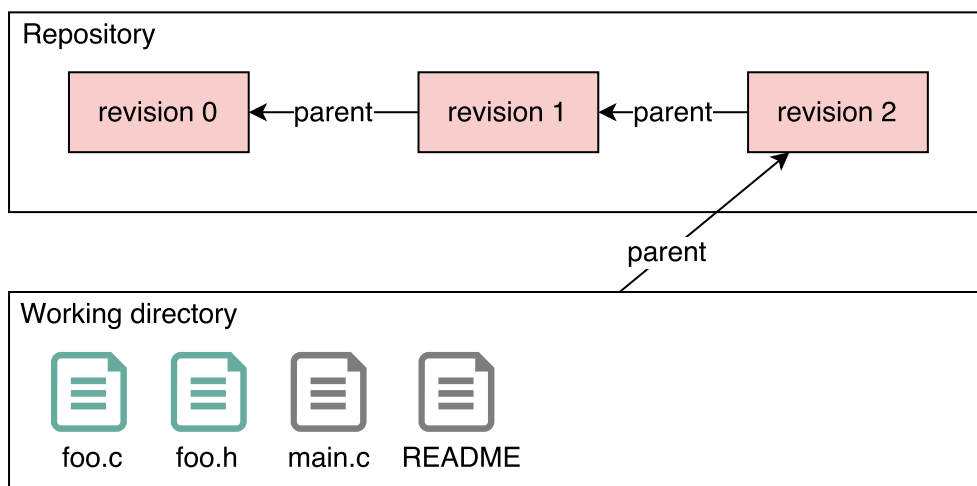 Repository
revision 0
parent
revision 1
parent
revision 2
parent
Working directory
foo.c
foo.h
main.c
README